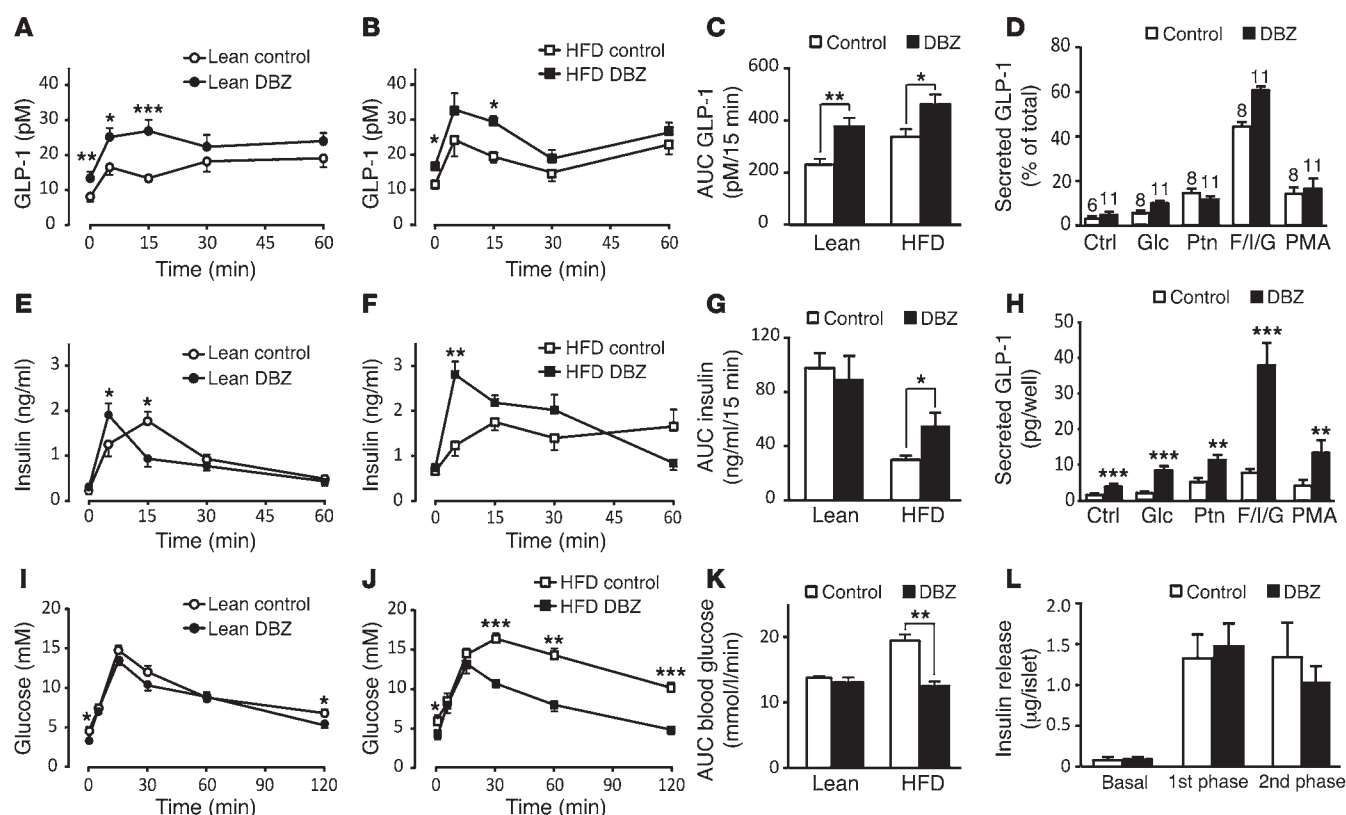 A
Lean control
Lean DBZ
GLP-1 (pM)
40
30
20
10
0
**
*
***
0 15 30 45 60
Time (min)
B
HFD control
HFD DBZ
GLP-1 (pM)
40
30
20
10
0
*
*
0 15 30 45 60
Time (min)
C
Control DBZ
AUC GLP-1
(pM/15 min)
600
400
200
0
**
*
Lean HFD
D
Control DBZ
Secreted GLP-1
(% of total)
80
60
40
20
0
6 11 8 11 8 11 8 11 8 11
Ctrl Glc Ptn F/I/G PMA
E
Lean control
Lean DBZ
Insulin (ng/ml)
3
2
1
0
* *
0 15 30 45 60
Time (min)
F
HFD control
HFD DBZ
Insulin (ng/ml)
3
2
1
0
**
0 15 30 45 60
Time (min)
G
Control DBZ
AUC insulin
(ng/ml/15 min)
120
80
40
0
*
Lean HFD
H
Control DBZ
Secreted GLP-1
(pg/well)
50
40
30
20
10
0
*** *** ** *** **
Ctrl Glc Ptn F/I/G PMA
I
Lean control
Lean DBZ
Glucose (mM)
20
15
10
5
0
* *
0 30 60 90 120
Time (min)
J
HFD control
HFD DBZ
Glucose (mM)
20
15
10
5
0
* *** ** ***
0 30 60 90 120
Time (min)
K
Control DBZ
AUC blood glucose
(mmol/l/min)
20
10
0
**
Lean HFD
L
Control DBZ
Insulin release
(μg/islet)
2.0
1.5
1.0
0.5
0
Basal 1st phase 2nd phase